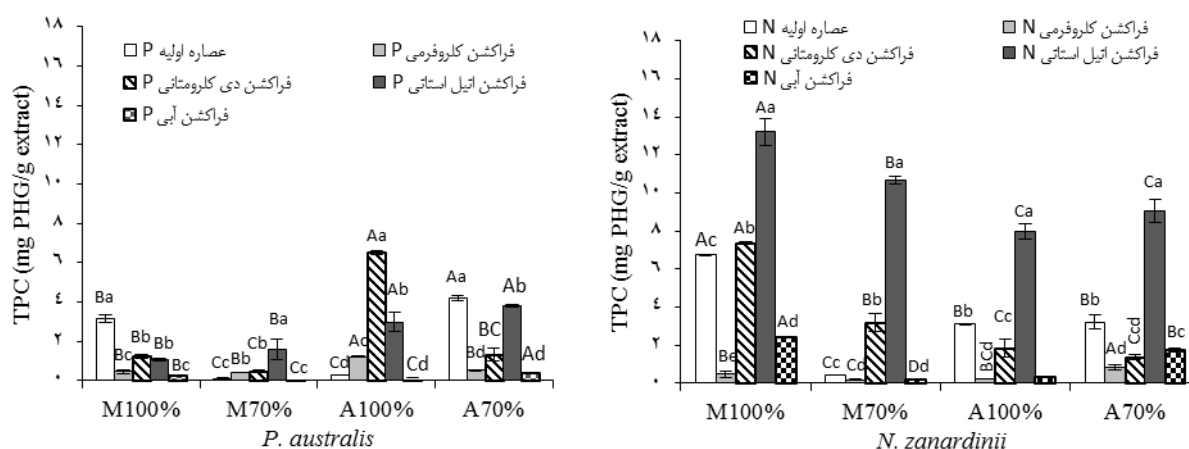 TPC (mg PHG/g extract)
۱۸
۱۶
۱۴
۱۲
۱۰
۸
۶
٤
۲
۰
عصاره اولیه P
فراکشن کلروفرمی P
فراکشن دی کلرومتانی P
فراکشن اتیل استاتی P
فراکشن آبی P
Ba Bc Bb Bb Bc
Cc Bb Cb Ba Cc
Cd Ac Aa Ab Cd
Aa Bd BC Ab Ad
M100% M70% A100% A70%
P. australis
TPC (mg PHG/g extract)
۱۸
۱۶
۱۴
۱۲
۱۰
۸
۶
٤
۲
۰
عصاره اولیه N
فراکشن کلروفرمی N
فراکشن دی کلرومتانی N
فراکشن اتیل استاتی N
فراکشن آبی N
Ac Be Ab Aa Ad
Cc Cd Bb Ba Dd
Bb BCd Cc Ca
Bb Ad Ccd Ca Bc
M100% M70% A100% A70%
N. zanardinii